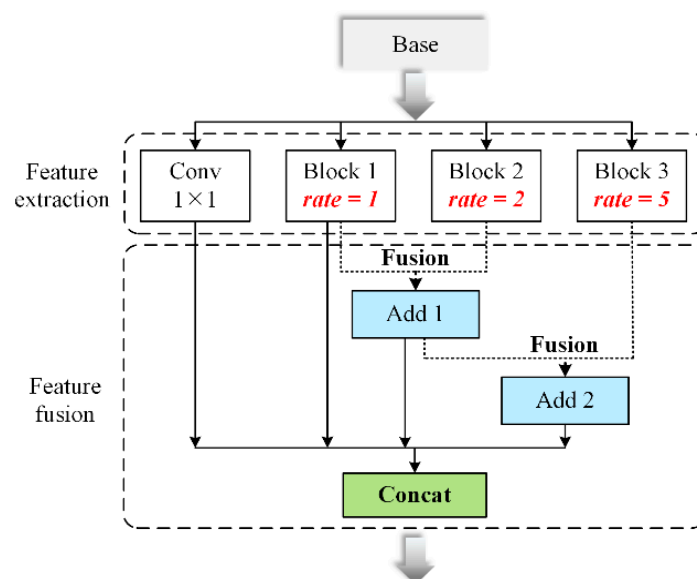 Base
Feature
extraction
Conv
1×1
Block 1
rate = 1
Block 2
rate = 2
Block 3
rate = 5
Fusion
Add 1
Fusion
Feature
fusion
Add 2
Concat